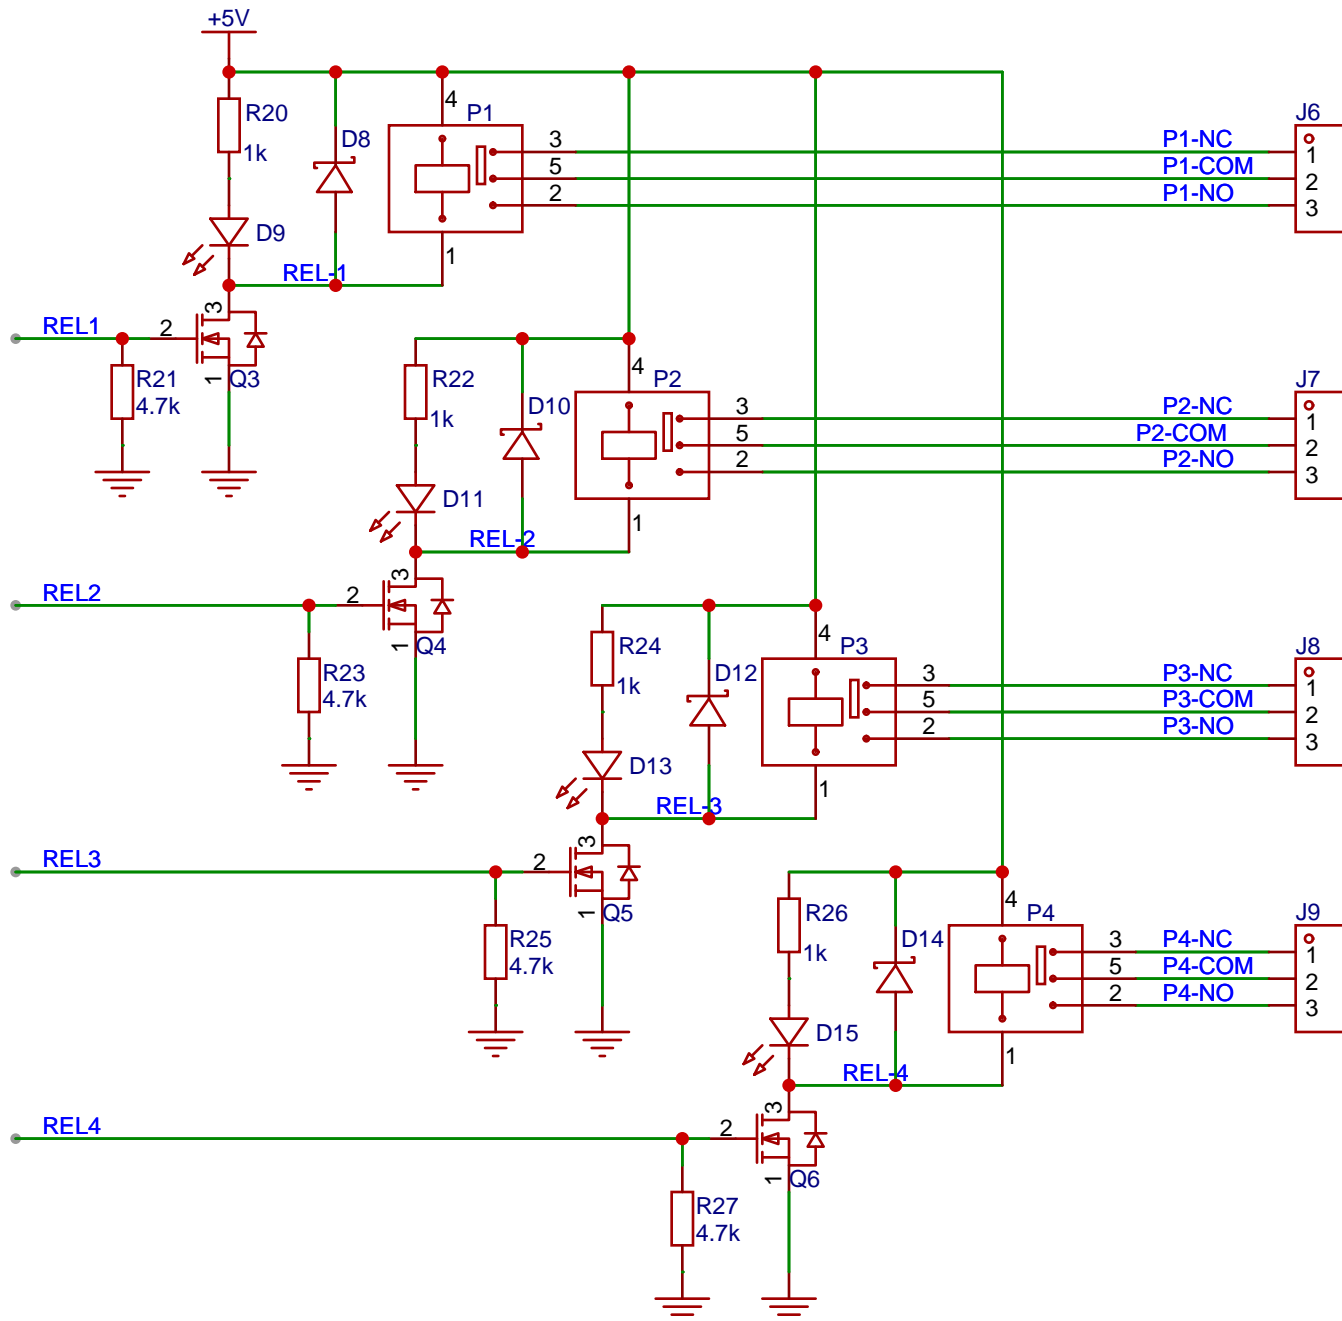 +5V
R20
1k
D8
4
P1
3
5
2
1
P1-NC
P1-COM
P1-NO
J6
1
2
3
D9
REL-1
REL1
2
3
1
Q3
R21
4.7k
R22
1k
D10
4
P2
3
5
2
1
P2-NC
P2-COM
P2-NO
J7
1
2
3
D11
REL-2
REL2
2
3
1
Q4
R23
4.7k
R24
1k
D12
4
P3
3
5
2
1
P3-NC
P3-COM
P3-NO
J8
1
2
3
D13
REL-3
REL3
2
3
1
Q5
R25
4.7k
R26
1k
D14
4
P4
3
5
2
1
P4-NC
P4-COM
P4-NO
J9
1
2
3
D15
REL-4
REL4
2
3
1
Q6
R27
4.7k